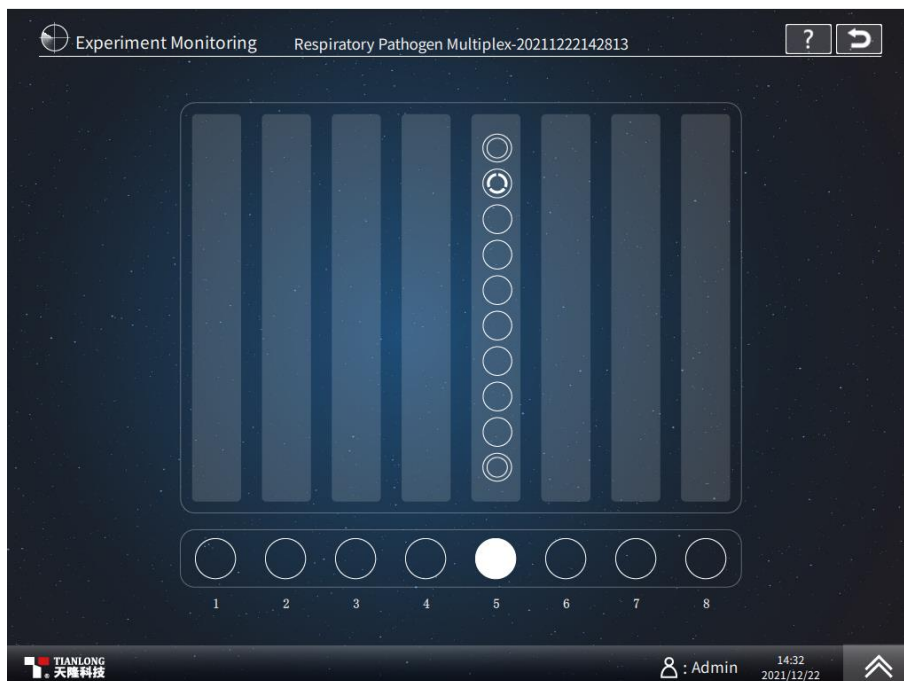 Experiment Monitoring
Respiratory Pathogen Multiplex-20211222142813
?
1 2 3 4 5 6 7 8
TIANLONG
天隆科技
: Admin
14:32
2021/12/22